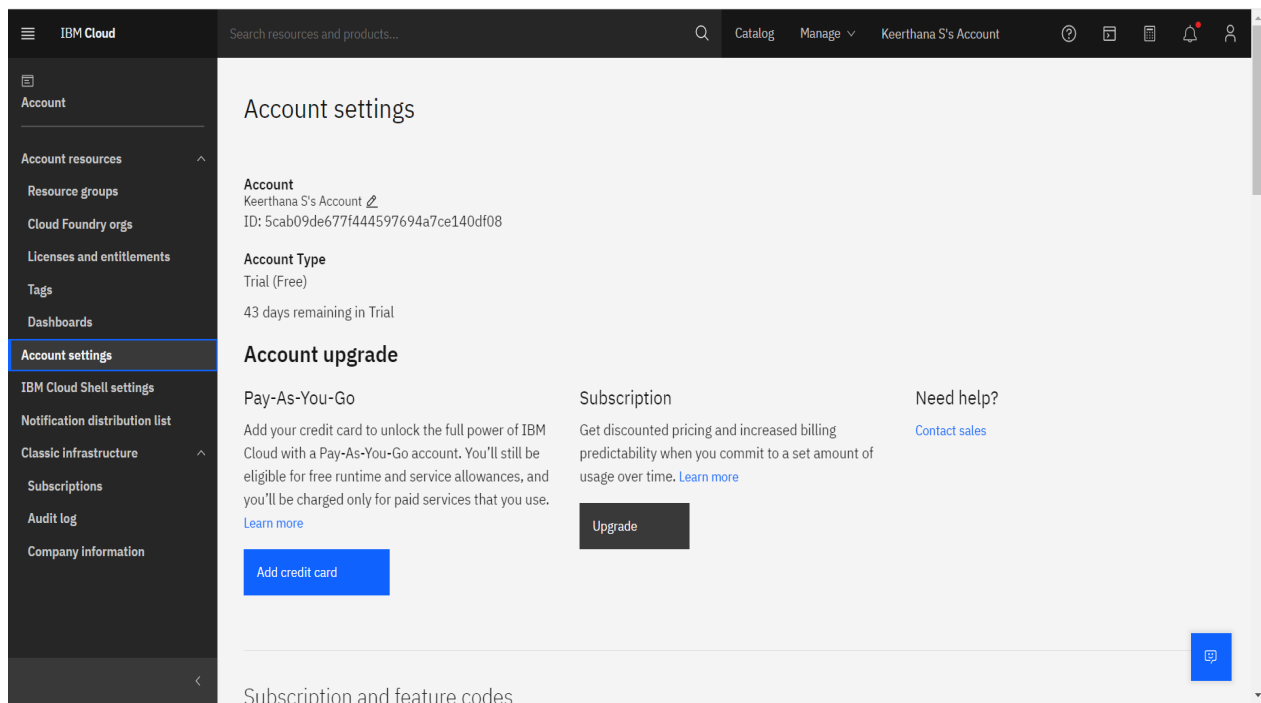 IBM Cloud
Search resources and products...
Catalog
Manage
Keerthana S's Account
Account
Account resources
Resource groups
Cloud Foundry orgs
Licenses and entitlements
Tags
Dashboards
Account settings
IBM Cloud Shell settings
Notification distribution list
Classic infrastructure
Subscriptions
Audit log
Company information
Account settings
Account
Keerthana S's Account
ID: 5cab09de677f444597694a7ce140df08
Account Type
Trial (Free)
43 days remaining in Trial
Account upgrade
Pay-As-You-Go
Add your credit card to unlock the full power of IBM
Cloud with a Pay-As-You-Go account. You'll still be
eligible for free runtime and service allowances, and
you'll be charged only for paid services that you use.
Learn more
Add credit card
Subscription
Get discounted pricing and increased billing
predictability when you commit to a set amount of
usage over time. Learn more
Upgrade
Need help?
Contact sales
Subscription and feature codes